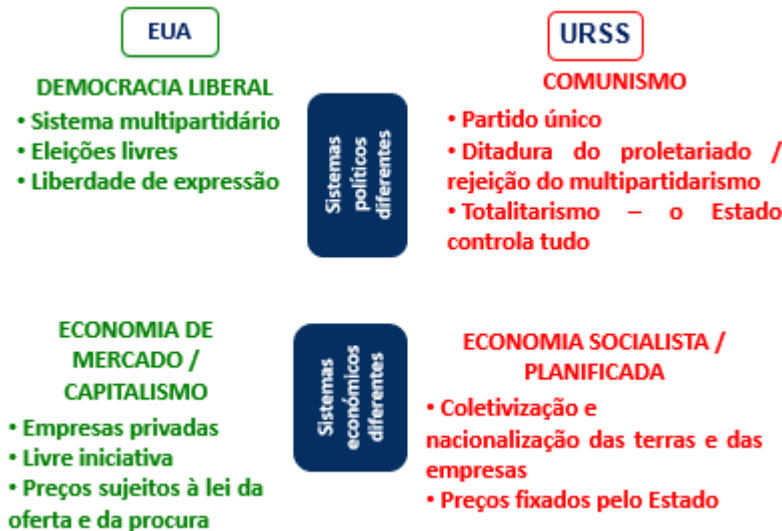 EUA
URSS
DEMOCRACIA LIBERAL
• Sistema multipartidário
• Eleições livres
• Liberdade de expressão
Sistemas
políticos
diferentes
COMUNISMO
• Partido único
• Ditadura do proletariado /
rejeição do multipartidarismo
• Totalitarismo – o Estado
controla tudo
ECONOMIA DE
MERCADO /
CAPITALISMO
• Empresas privadas
• Livre iniciativa
• Preços sujeitos à lei da
oferta e da procura
Sistemas
económicos
diferentes
ECONOMIA SOCIALISTA /
PLANIFICADA
• Coletivização e
nacionalização das terras e das
empresas
• Preços fixados pelo Estado